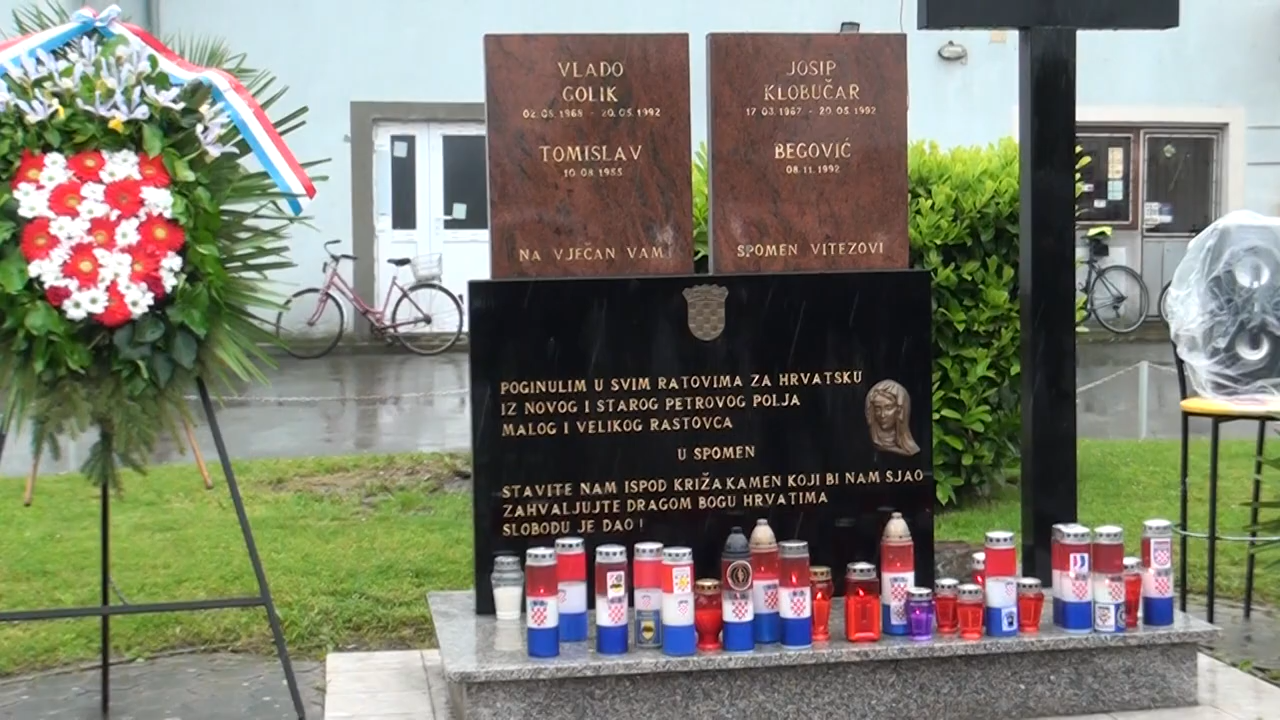 VLADO
GOLIK
02.05.1968 - 20.05.1992
TOMISLAV
10.08.1955
NA VJEČAN VAM
JOSIP
KLOBUČAR
17.03.1967 - 20.05.1992
BEGOVIĆ
08.11.1992
SPOMEN VITEZOVI
POGINULIM U SVIM RATOVIMA ZA HRVATSKU
IZ NOVOG I STAROG PETROVOG POLJA
MALOG I VELIKOG RASTOVCA
U SPOMEN
STAVITE NAM ISPOD KRIŽA KAMEN KOJI BI NAM SJAO
ZAHVALJUJTE DRAGOM BOGU HRVATIMA
SLOBODU JE DAO !